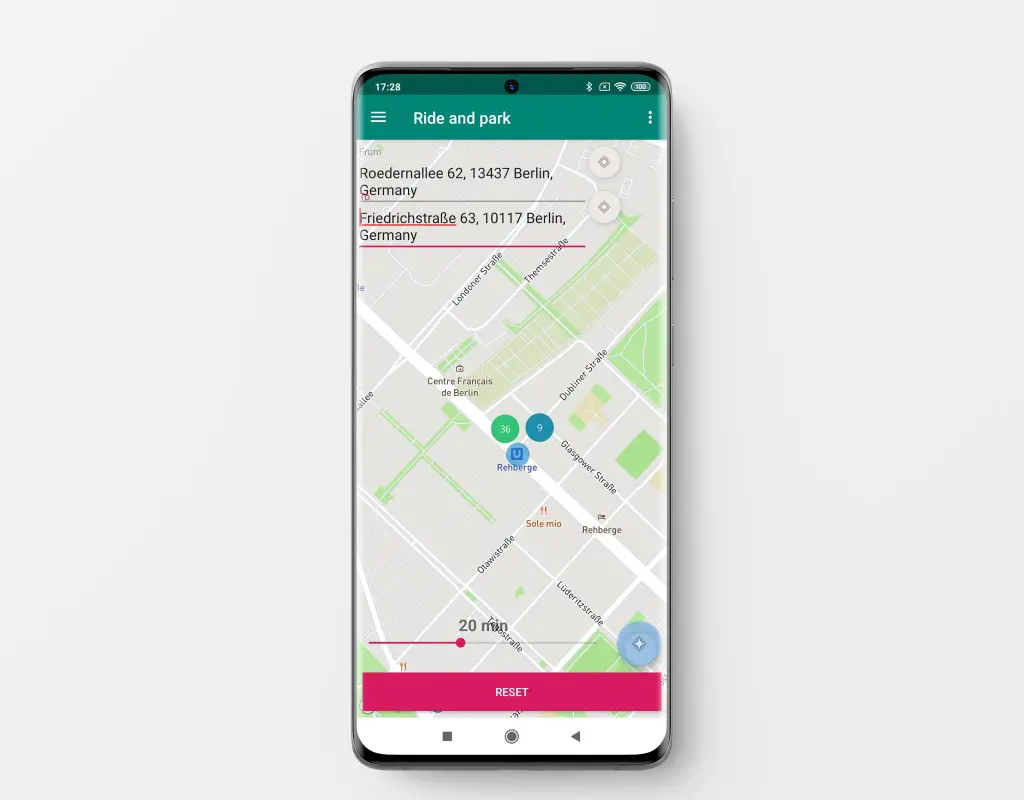 17:28
100
Ride and park
From
Roedernallee 62, 13437 Berlin,
Germany
To
Friedrichstraße 63, 10117 Berlin,
Germany
Themsestraße
Londoner Straße
Dubliner Straße
Centre Français
de Berlin
allee
36
9
U
Rehberge
Glasgower Straße
Sole mio
Rehberge
Otawistraße
Lüderitzstraße
20 min
RESET